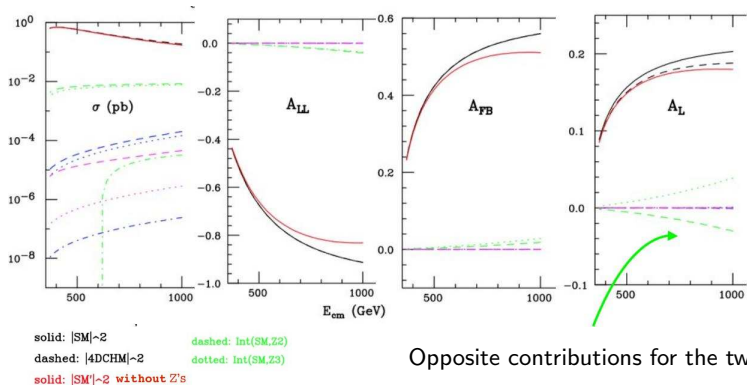 10⁰
10⁻²
10⁻⁴
10⁻⁶
10⁻⁸
σ (pb)
500 1000
0.0
−0.2
−0.4
−0.6
−0.8
−1.0
A_LL
500 1000
E_cm (GeV)
0.6
0.4
0.2
0.0
A_FB
500 1000
0.2
0.1
0.0
−0.1
A_L
500 1000
solid: |SM|^2
dashed: |4DCHM|^2
solid: |SM'|^2 without Z's
dashed: Int(SM,Z2)
dotted: Int(SM,Z3)
Opposite contributions for the tw